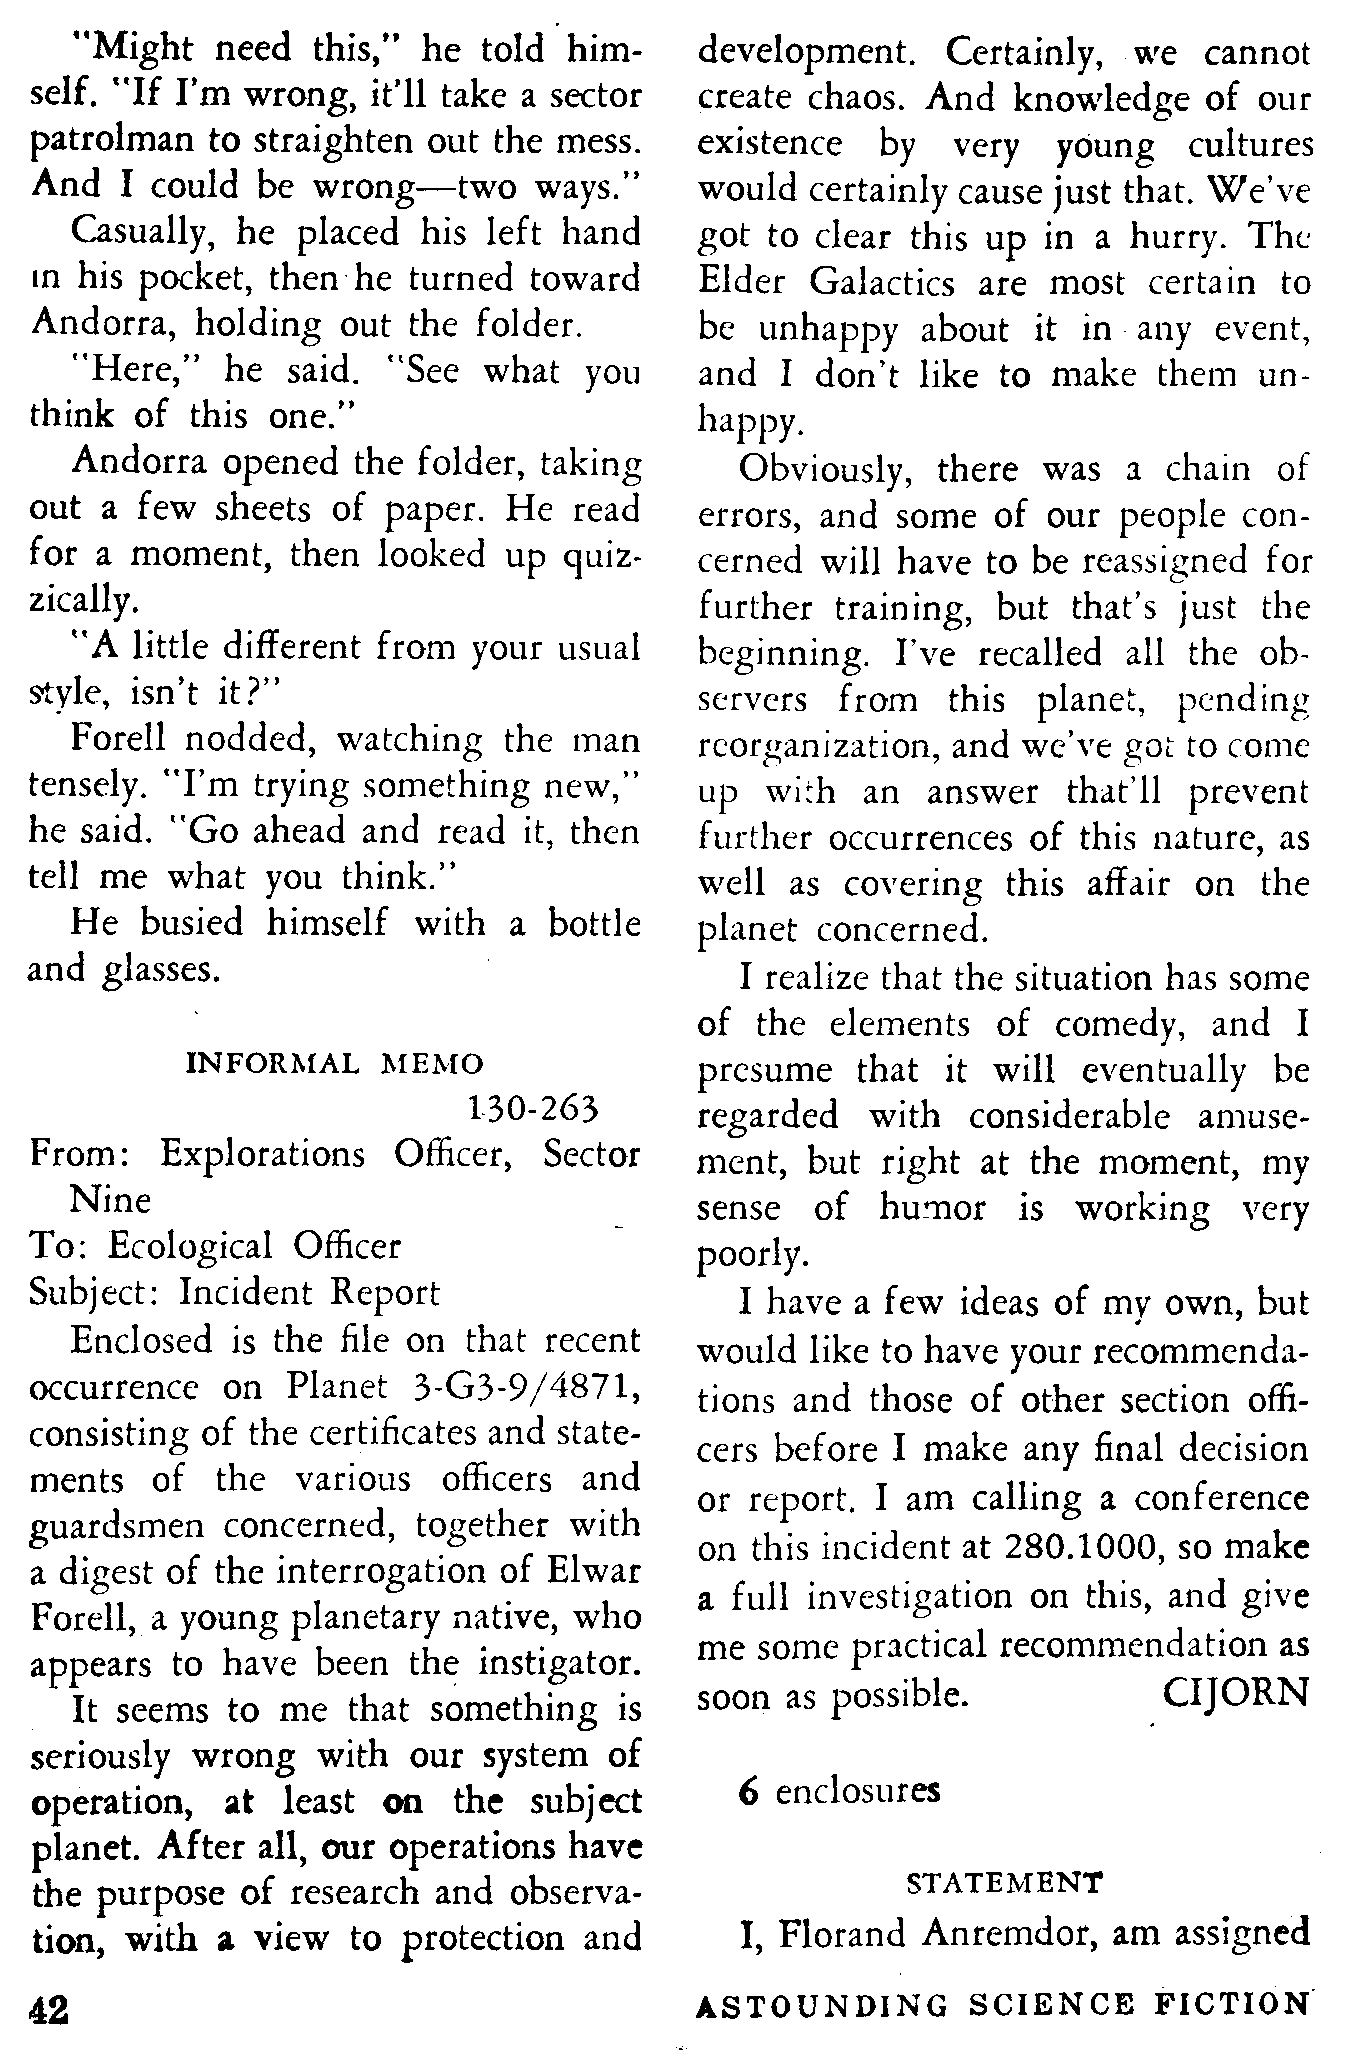 "Might need this," he told him-
self. "If I'm wrong, it'll take a sector
patrolman to straighten out the mess.
And I could be wrong—two ways."
Casually, he placed his left hand
in his pocket, then he turned toward
Andorra, holding out the folder.
"Here," he said. "See what you
think of this one."
Andorra opened the folder, taking
out a few sheets of paper. He read
for a moment, then looked up quiz-
zically.
"A little different from your usual
style, isn't it?"
Forell nodded, watching the man
tensely. "I'm trying something new,"
he said. "Go ahead and read it, then
tell me what you think."
He busied himself with a bottle
and glasses.
INFORMAL MEMO
130-263
From: Explorations Officer, Sector
Nine
To: Ecological Officer
Subject: Incident Report
Enclosed is the file on that recent
occurrence on Planet 3-G3-9/4871,
consisting of the certificates and state-
ments of the various officers and
guardsmen concerned, together with
a digest of the interrogation of Elwar
Forell, a young planetary native, who
appears to have been the instigator.
It seems to me that something is
seriously wrong with our system of
operation, at least on the subject
planet. After all, our operations have
the purpose of research and observa-
tion, with a view to protection and
development. Certainly, we cannot
create chaos. And knowledge of our
existence by very young cultures
would certainly cause just that. We've
got to clear this up in a hurry. The
Elder Galactics are most certain to
be unhappy about it in any event,
and I don't like to make them un-
happy.
Obviously, there was a chain of
errors, and some of our people con-
cerned will have to be reassigned for
further training, but that's just the
beginning. I've recalled all the ob-
servers from this planet, pending
reorganization, and we've got to come
up with an answer that'll prevent
further occurrences of this nature, as
well as covering this affair on the
planet concerned.
I realize that the situation has some
of the elements of comedy, and I
presume that it will eventually be
regarded with considerable amuse-
ment, but right at the moment, my
sense of humor is working very
poorly.
I have a few ideas of my own, but
would like to have your recommenda-
tions and those of other section offi-
cers before I make any final decision
or report. I am calling a conference
on this incident at 280.1000, so make
a full investigation on this, and give
me some practical recommendation as
soon as possible. CIJORN
6 enclosures
STATEMENT
I, Florand Anremdor, am assigned
42
ASTOUNDING SCIENCE FICTION